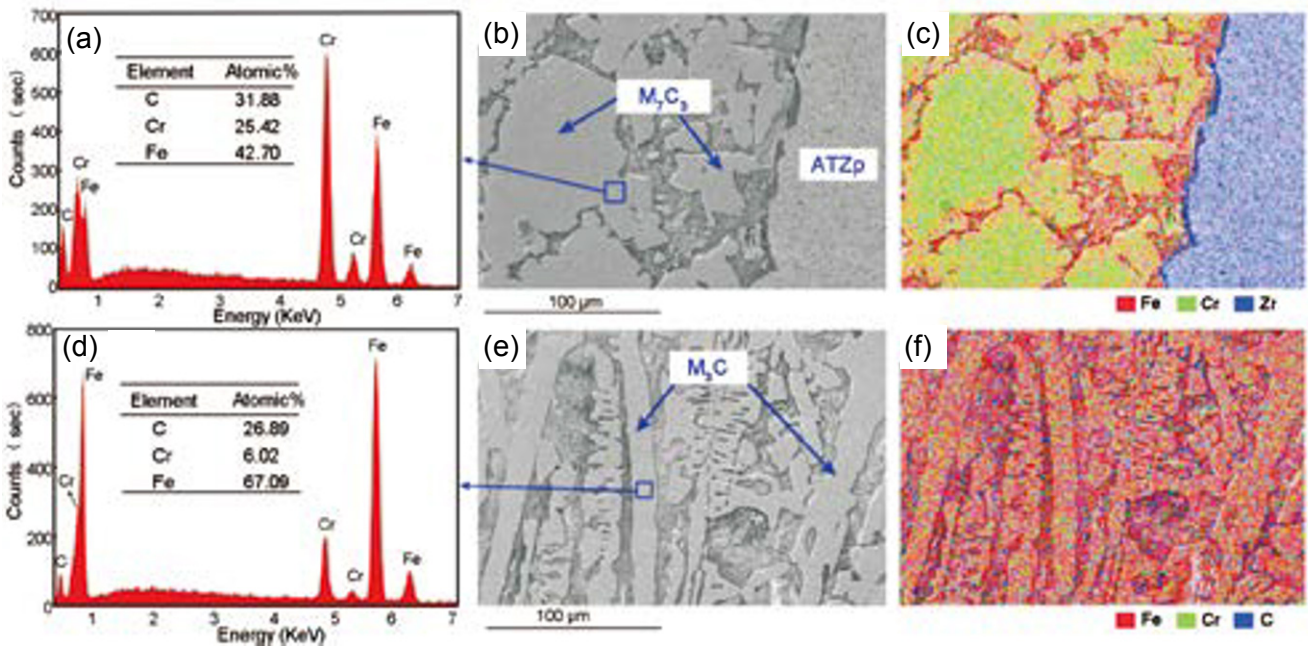 (a)
Counts ( sec)
700
600
500
400
300
200
100
0
Element Atomic%
C 31.88
Cr 25.42
Fe 42.70
C
Cr
Fe
Cr
Cr
Fe
Fe
1 2 3 4 5 6 7
Energy (KeV)
(b)
M7C3
ATZp
100 μm
(c)
Fe Cr Zr
(d)
Counts ( sec)
800
600
400
200
0
Element Atomic%
C 26.89
Cr 6.02
Fe 67.09
C
Cr
Fe
Cr
Cr
Fe
Fe
1 2 3 4 5 6 7
Energy (KeV)
(e)
M3C
100 μm
(f)
Fe Cr C